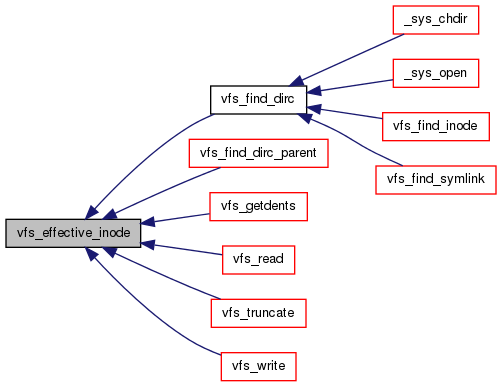 _sys_chdir
_sys_open
vfs_find_dirc
vfs_find_inode
vfs_find_dirc_parent
vfs_find_symlink
vfs_getdents
vfs_effective_inode
vfs_read
vfs_truncate
vfs_write